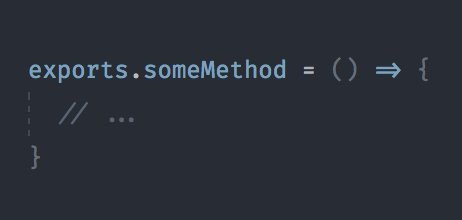 exports.someMethod = () => {
// ...
}